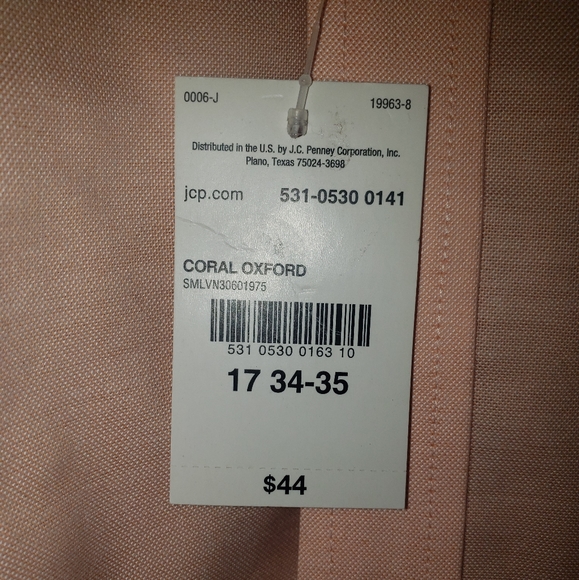 0006-J 19963-8
Distributed in the U.S. by J.C. Penney Corporation, Inc.
Plano, Texas 75024-3698
jcp.com 531-0530 0141
CORAL OXFORD
SMLVN30601975
531 0530 0163 10
17 34-35
$44